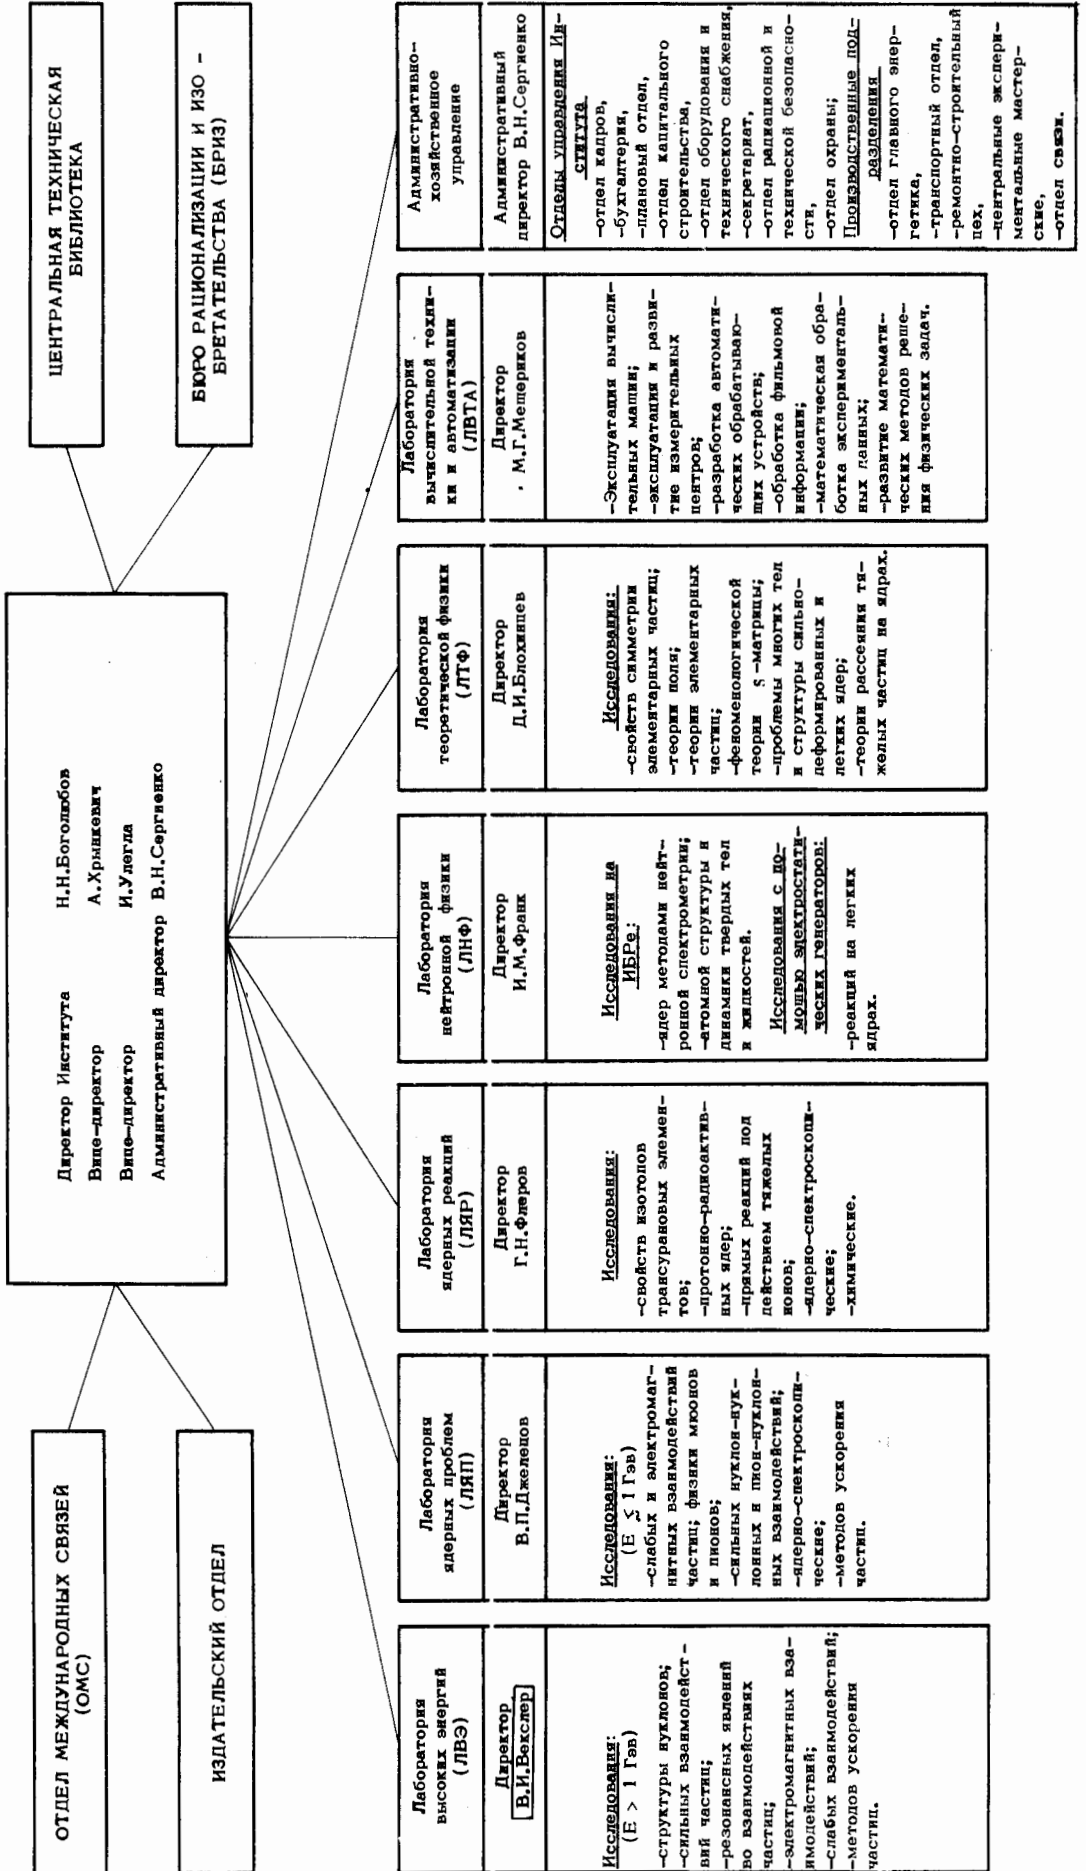 ОТДЕЛ МЕЖДУНАРОДНЫХ СВЯЗЕЙ
(ОМС)
ИЗДАТЕЛЬСКИЙ ОТДЕЛ
Директор Института Н.Н.Боголюбов
Вице-директор А.Хрынкевич
Вице-директор И.Улегла
Административный директор В.Н.Сергиенко
ЦЕНТРАЛЬНАЯ ТЕХНИЧЕСКАЯ
БИБЛИОТЕКА
БЮРО РАЦИОНАЛИЗАЦИИ И ИЗО -
БРЕТАТЕЛЬСТВА (БРИЗ)
Лаборатория
высоких энергий
(ЛВЭ)
Директор
В.И.Векслер
Исследования:
(E > 1 Гэв)
-структуры нуклонов;
-сильных взаимодейст-
вий частиц;
-резонансных явлений
во взаимодействиях
частиц;
-электромагнитных вза-
имодействий;
-слабых взаимодействий;
-методов ускорения
частиц.
Лаборатория
ядерных проблем
(ЛЯП)
Директор
В.П.Джелепов
Исследования:
(E ≤ 1 Гэв)
-слабых и электромаг-
нитных взаимодействий
частиц; физики мюонов
и пионов;
-сильных нуклон-нук-
лонных и пион-нуклон-
ных взаимодействий;
-ядерно-спектроскопи-
ческие;
-методов ускорения
частиц.
Лаборатория
ядерных реакций
(ЛЯР)
Директор
Г.Н.Флеров
Исследования:
-свойств изотопов
трансурановых элемен-
тов;
-протонно-радиоактив-
ных ядер;
-прямых реакций под
действием тяжелых
ионов;
-ядерно-спектроскопи-
ческие;
-химические.
Лаборатория
нейтронной физики
(ЛНФ)
Директор
И.М.Франк
Исследования на
ИБРе:
-ядер методами нейт-
ронной спектрометрии;
-атомной структуры и
динамики твердых тел
и жидкостей.
Исследования с по-
мощью электростати-
ческих генераторов:
-реакций на легких
ядрах.
Лаборатория
теоретической физики
(ЛТФ)
Директор
Д.И.Блохинцев
Исследования:
-свойств симметрии
элементарных частиц;
-теории поля;
-теории элементарных
частиц;
-феноменологической
теории S -матрицы;
-проблемы многих тел
и структуры сильно-
деформированных и
легких ядер;
-теории рассеяния тя-
желых частиц на ядрах.
Лаборатория
вычислительной техни-
ки и автоматизации
(ЛВТА)
Директор
М.Г.Мещеряков
-Эксплуатация вычисли-
тельных машин;
-эксплуатация и разви-
тие измерительных
центров;
-разработка автомати-
ческих обрабатываю-
щих устройств;
-обработка фильмовой
информации;
-математическая обра-
ботка эксперименталь-
ных данных;
-развитие математи-
ческих методов реше-
ния физических задач.
Административно-
хозяйственное
управление
Административный
директор В.Н.Сергиенко
Отделы управления Ин-
ститута
-отдел кадров,
-бухгалтерия,
-плановый отдел,
-отдел капитального
строительства,
-отдел оборудования и
технического снабжения,
-секретариат,
-отдел радиационной и
технической безопасно-
сти,
-отдел охраны;
Производственные под-
разделения
-отдел главного энер-
гетика,
-транспортный отдел,
-ремонтно-строительный
цех,
-центральные экспери-
ментальные мастер-
ские,
-отдел связи.